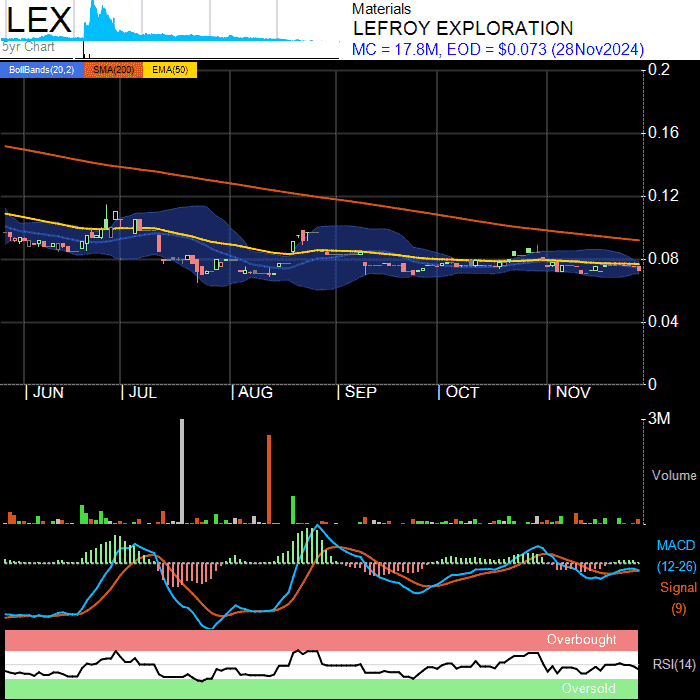 LEX
5yr Chart
Materials
LEFROY EXPLORATION
MC = 17.8M, EOD = $0.073 (28Nov2024)
BollBands(20,2) SMA(200) EMA(50)
0.2
0.16
0.12
0.08
0.04
0
JUN JUL AUG SEP OCT NOV
3M
Volume
MACD
(12-26)
Signal
(9)
Overbought
RSI(14)
Oversold